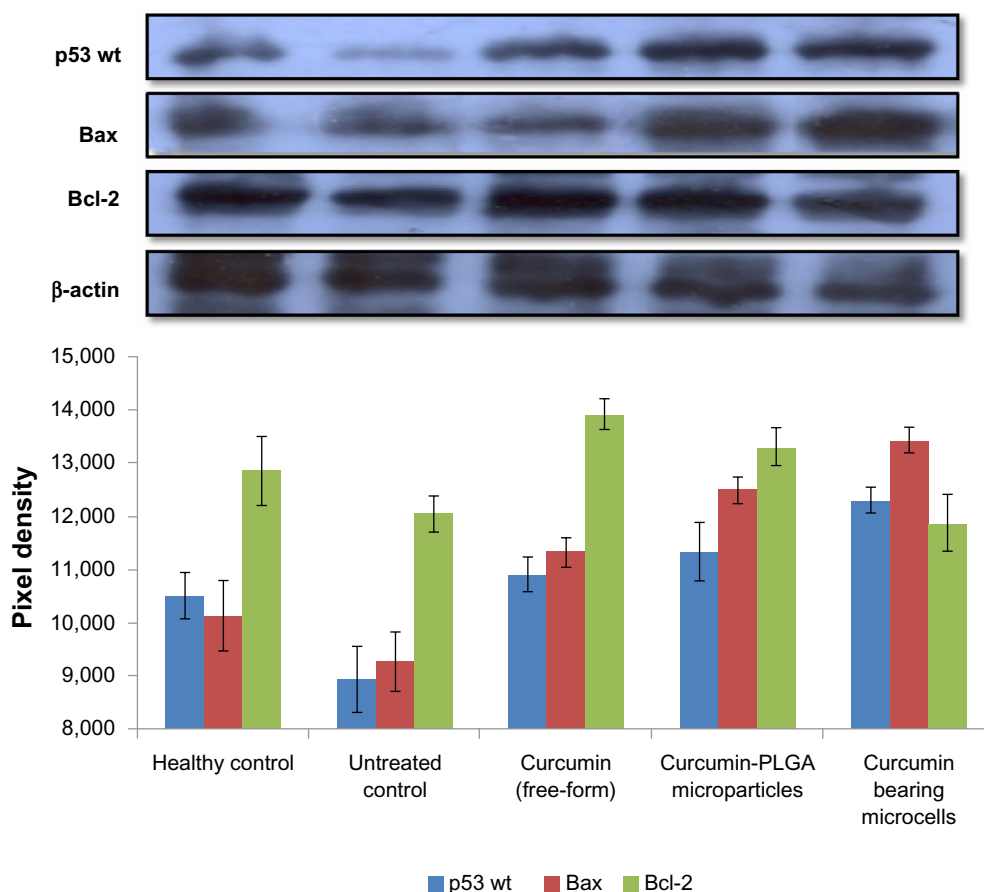 p53 wt
Bax
Bcl-2
β-actin
15,000
14,000
13,000
12,000
11,000
10,000
9,000
8,000
Pixel density
Healthy control
Untreated
control
Curcumin
(free-form)
Curcumin-PLGA
microparticles
Curcumin
bearing
microcells
p53 wt
Bax
Bcl-2